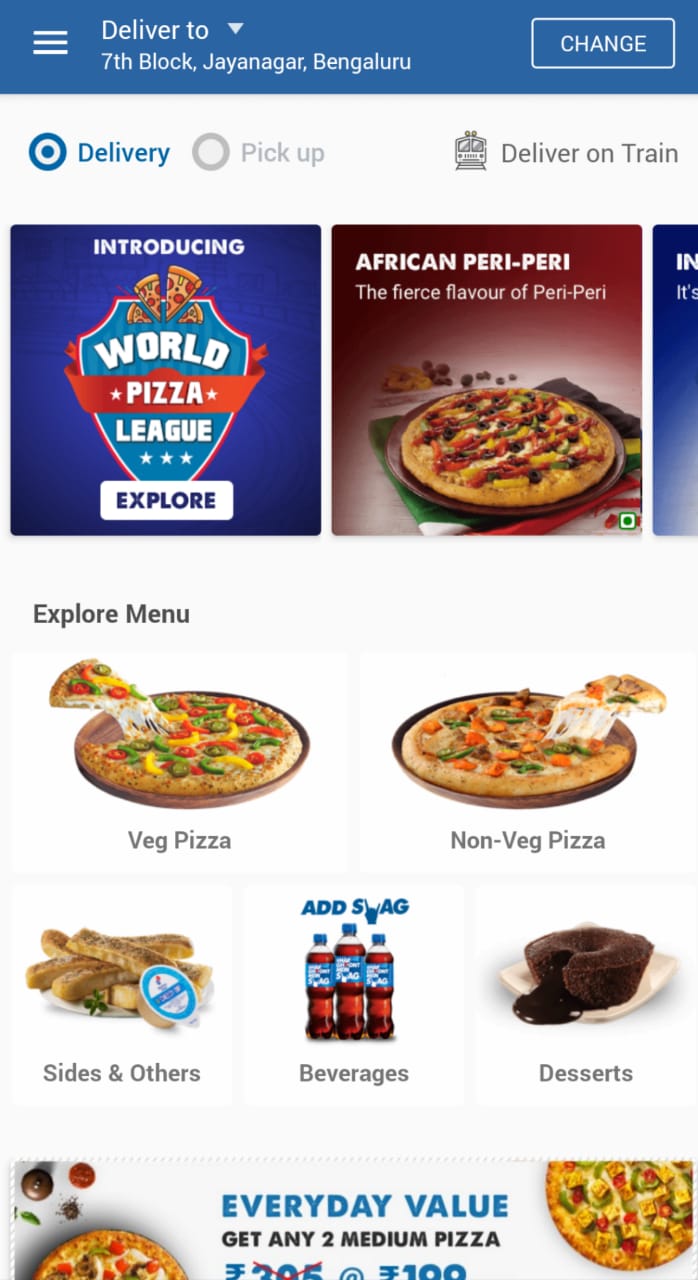 Deliver to
7th Block, Jayanagar, Bengaluru
CHANGE
Delivery
Pick up
Deliver on Train
INTRODUCING
WORLD
PIZZA
LEAGUE
EXPLORE
AFRICAN PERI-PERI
The fierce flavour of Peri-Peri
IN
It's
Explore Menu
Veg Pizza
Non-Veg Pizza
ADD SWAG
Sides & Others
Beverages
Desserts
EVERYDAY VALUE
GET ANY 2 MEDIUM PIZZA
₹305 @ ₹199